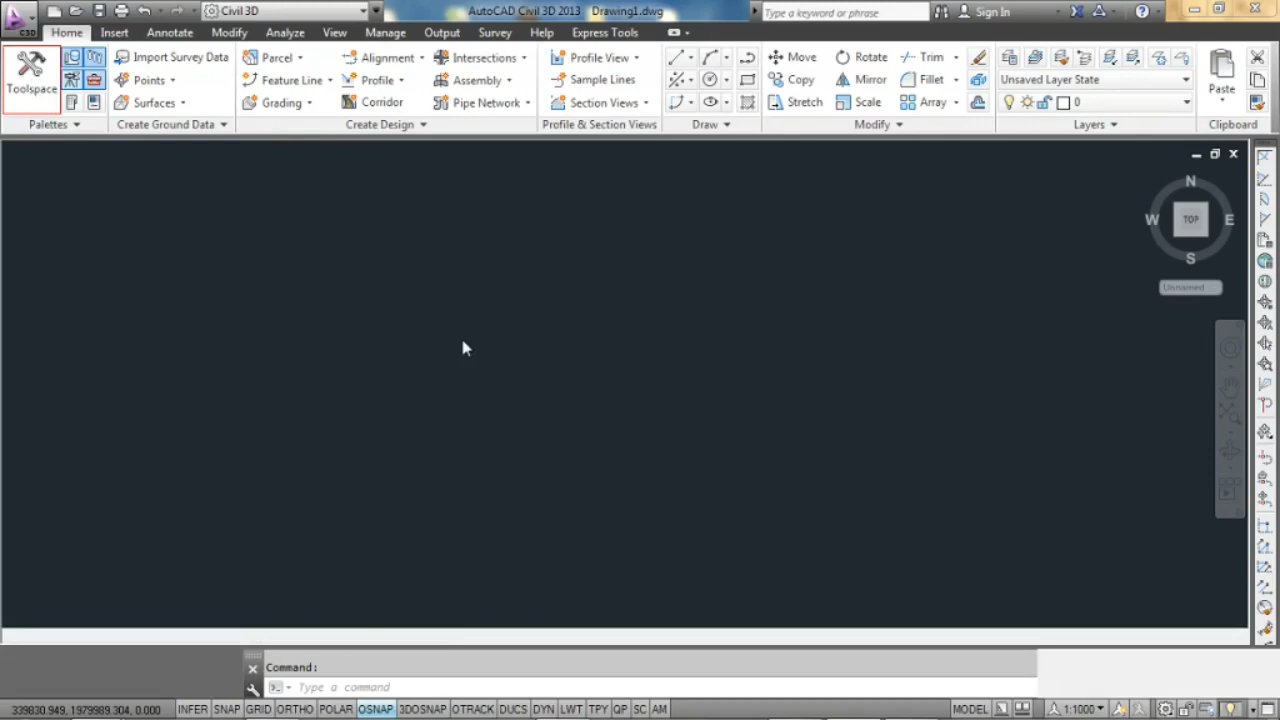 C3D
Civil 3D
AutoCAD Civil 3D 2013 Drawing1.dwg
Type a keyword or phrase
Sign In
Home Insert Annotate Modify Analyze View Manage Output Survey Help Express Tools
Toolspace
Import Survey Data
Points
Surfaces
Parcel
Feature Line
Grading
Alignment
Profile
Corridor
Intersections
Assembly
Pipe Network
Profile View
Sample Lines
Section Views
Move
Copy
Stretch
Rotate
Mirror
Scale
Trim
Fillet
Array
Unsaved Layer State
0
Paste
Palettes
Create Ground Data
Create Design
Profile & Section Views
Draw
Modify
Layers
Clipboard
N
W TOP E
S
Unnamed
Command:
Type a command
339830.949, 1979989.304, 0.000 INFER SNAP GRID ORTHO POLAR OSNAP 3DOSNAP OTRACK DUCS DYN LWT TPY QP SC AM MODEL 1:1000